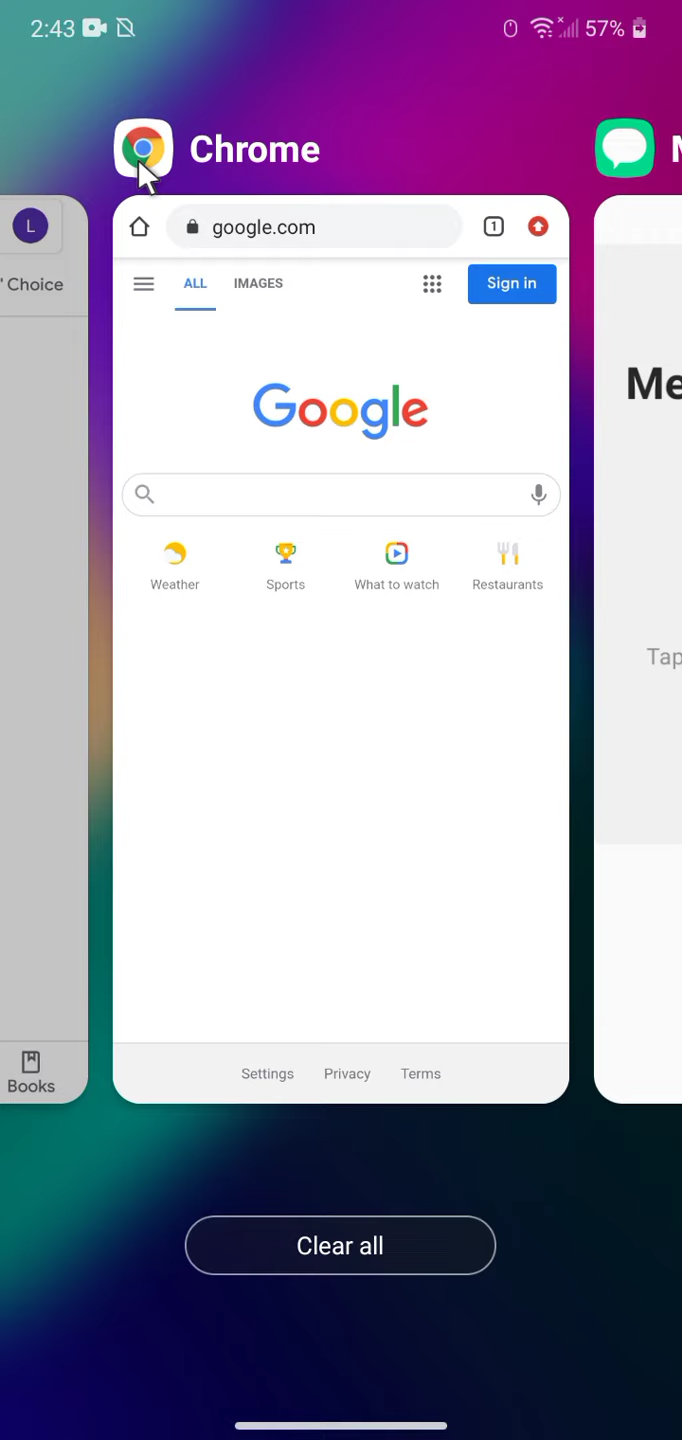 2:43 57%
Chrome M
L google.com 1
' Choice ALL IMAGES Sign in
Me
Google
Weather Sports What to watch Restaurants
Tap
Books Settings Privacy Terms
Clear all